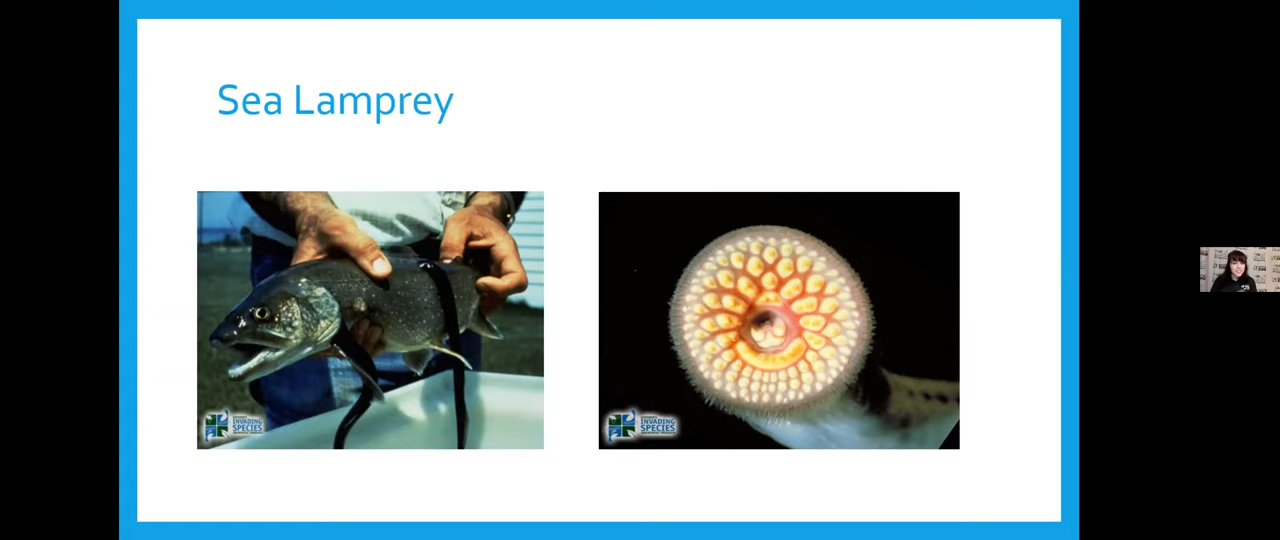 Sea Lamprey
INVADING
SPECIES
INVADING
SPECIES